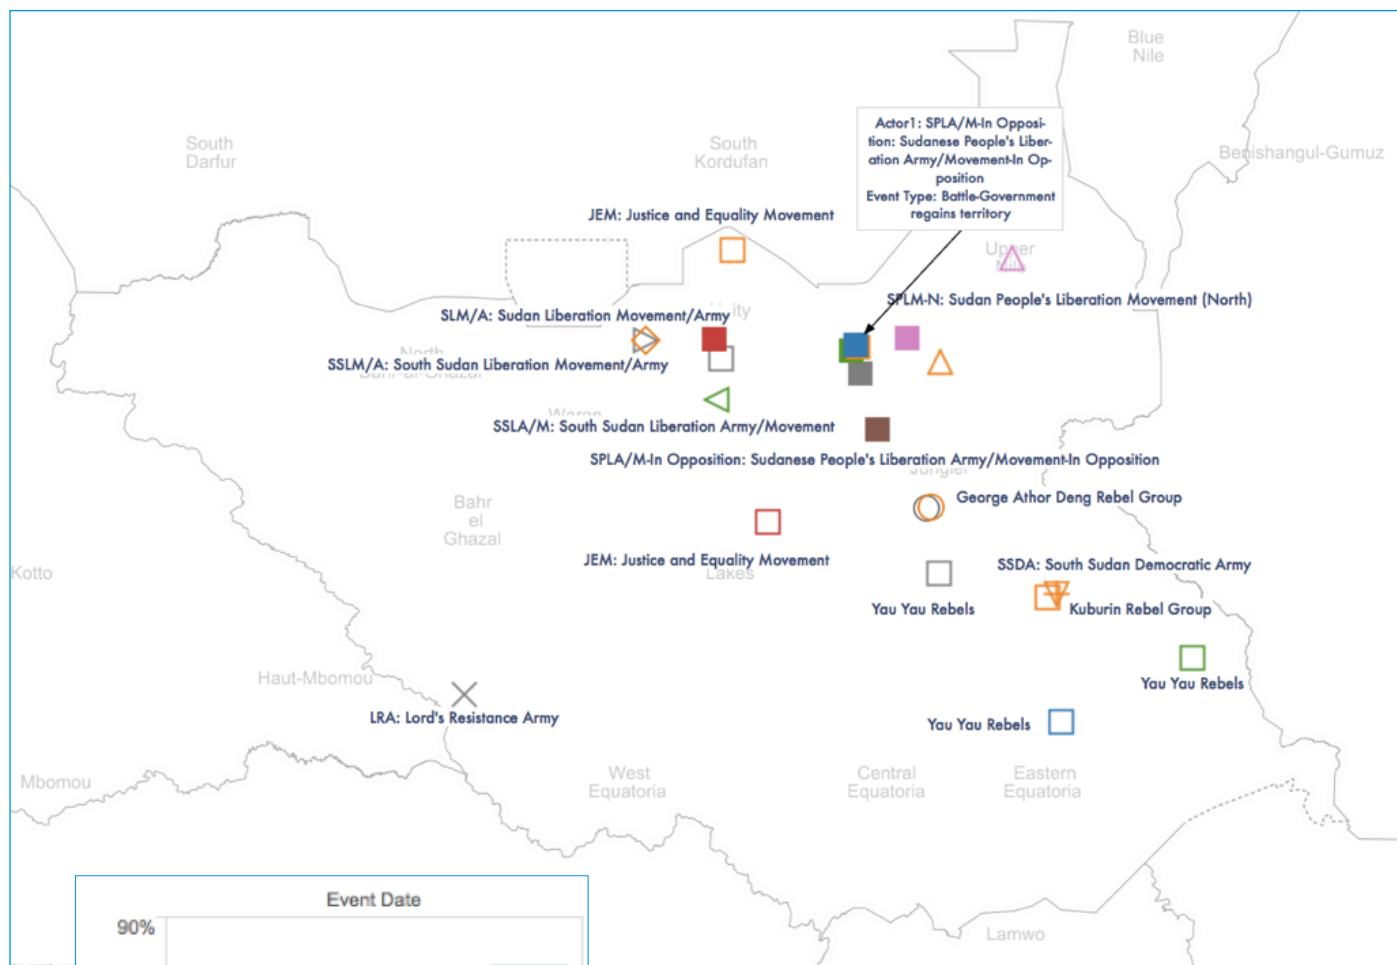 Blue
Nile
South
Darfur
South
Kordufan
Benishangul-Gumuz
Actor1: SPLA/M-In Opposi-
tion: Sudanese People's Liber-
ation Army/Movement-In Op-
position
Event Type: Battle-Government
regains territory
JEM: Justice and Equality Movement
Upper
SPLM-N: Sudan People's Liberation Movement (North)
SLM/A: Sudan Liberation Movement/Army
SSLM/A: South Sudan Liberation Movement/Army
SSLA/M: South Sudan Liberation Army/Movement
SPLA/M-In Opposition: Sudanese People's Liberation Army/Movement-In Opposition
George Athor Deng Rebel Group
Bahr
el
Ghazal
JEM: Justice and Equality Movement
Lakes
Kotto
SSDA: South Sudan Democratic Army
Yau Yau Rebels
Kuburin Rebel Group
Haut-Mbomou
Yau Yau Rebels
LRA: Lord's Resistance Army
Yau Yau Rebels
Mbomou
West
Equatoria
Central
Equatoria
Eastern
Equatoria
Event Date
90%
Lamwo